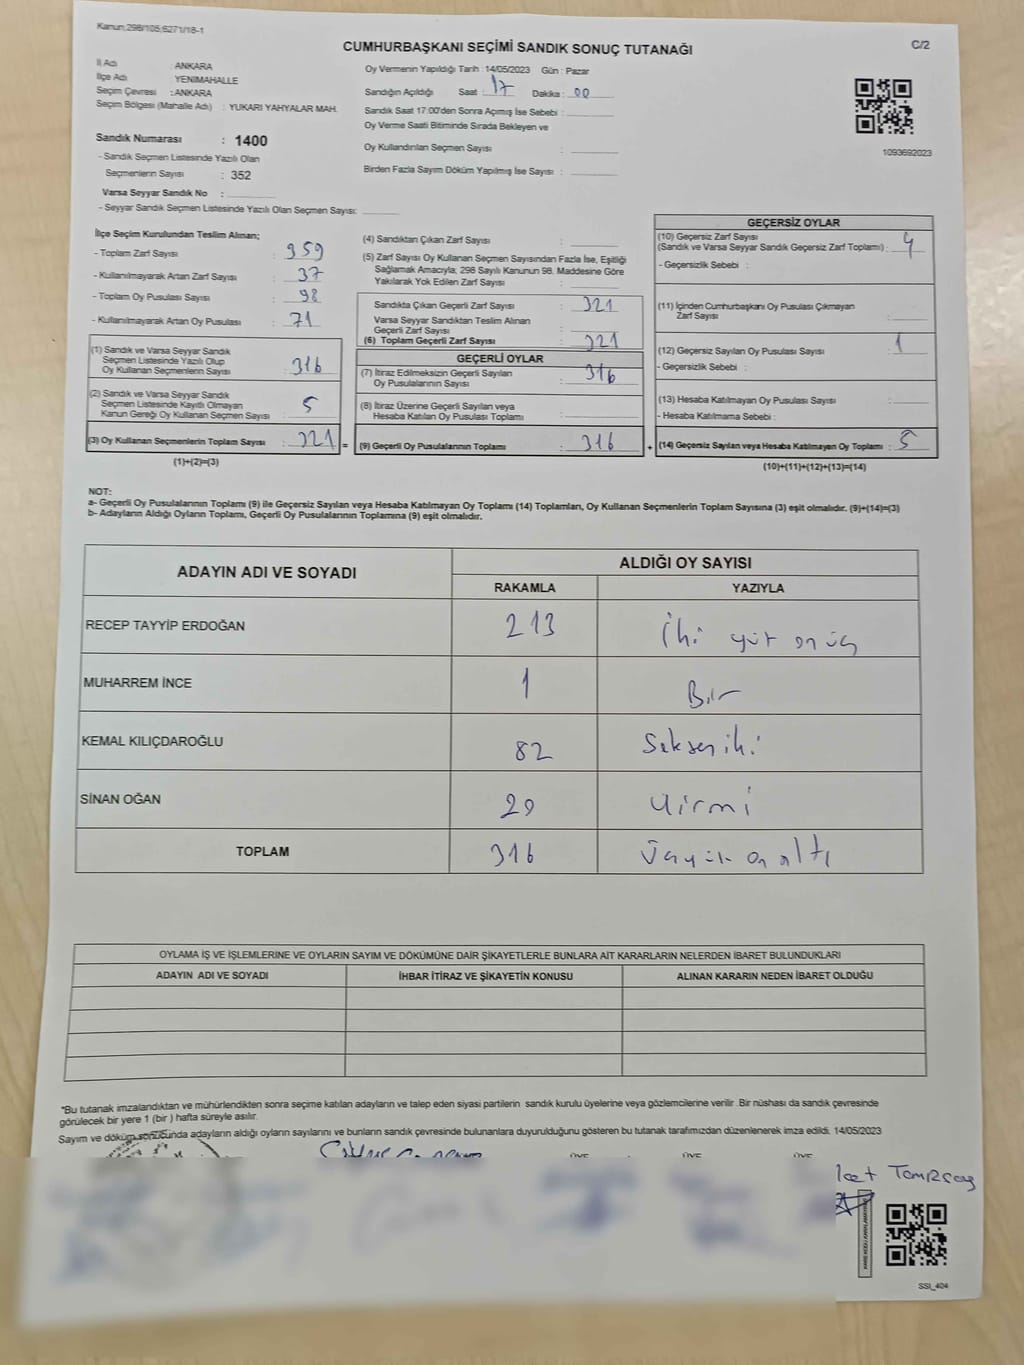 Kanun:298/105,6271/18-1
C/2
CUMHURBAŞKANI SEÇİMİ SANDIK SONUÇ TUTANAĞI
İl Adı : ANKARA
İlçe Adı : YENİMAHALLE
Seçim Çevresi : ANKARA
Seçim Bölgesi (Mahalle Adı) : YUKARI YAHYALAR MAH.
Sandık Numarası : 1400
- Sandık Seçmen Listesinde Yazılı Olan
Seçmenlerin Sayısı : 352
Varsa Seyyar Sandık No :
- Seyyar Sandık Seçmen Listesinde Yazılı Olan Seçmen Sayısı:
Oy Vermenin Yapıldığı Tarih : 14/05/2023 Gün : Pazar
Sandığın Açıldığı Saat : 17 Dakika : 00
Sandık Saat 17:00'den Sonra Açımış İse Sebebi :
Oy Verme Saati Bitiminde Sırada Bekleyen ve
Oy Kullandırılan Seçmen Sayısı :
Birden Fazla Sayım Döküm Yapılmış İse Sayısı :
1093692023
İlçe Seçim Kurulundan Teslim Alınan;
- Toplam Zarf Sayısı : 359
- Kullanılmayarak Artan Zarf Sayısı : 37
- Toplam Oy Pusulası Sayısı : 98
- Kullanılmayarak Artan Oy Pusulası : 71
(1) Sandık ve Varsa Seyyar Sandık
Seçmen Listesinde Yazılı Olup
Oy Kullanan Seçmenlerin Sayısı : 316
(2) Sandık ve Varsa Seyyar Sandık
Seçmen Listesinde Kayıtlı Olmayan
Kanun Gereği Oy Kullanan Seçmen Sayısı : 5
(3) Oy Kullanan Seçmenlerin Toplam Sayısı : 321 =
(1)+(2)=(3)
(4) Sandıktan Çıkan Zarf Sayısı :
(5) Zarf Sayısı Oy Kullanan Seçmen Sayısından Fazla İse, Eşitliği
Sağlamak Amacıyla; 298 Sayılı Kanunun 98. Maddesine Göre
Yakılarak Yok Edilen Zarf Sayısı :
Sandıkta Çıkan Geçerli Zarf Sayısı : 321
Varsa Seyyar Sandıktan Teslim Alınan
Geçerli Zarf Sayısı :
(6) Toplam Geçerli Zarf Sayısı : 321
GEÇERLİ OYLAR
(7) İtiraz Edilmeksizin Geçerli Sayılan
Oy Pusulalarının Sayısı : 316
(8) İtiraz Üzerine Geçerli Sayılan veya
Hesaba Katılan Oy Pusulası Toplamı :
(9) Geçerli Oy Pusulalarının Toplamı : 316 +
GEÇERSİZ OYLAR
(10) Geçersiz Zarf Sayısı
(Sandık ve Varsa Seyyar Sandık Geçersiz Zarf Toplamı) : 4
- Geçersizlik Sebebi :
(11) İçinden Cumhurbaşkanı Oy Pusulası Çıkmayan
Zarf Sayısı :
(12) Geçersiz Sayılan Oy Pusulası Sayısı : 1
- Geçersizlik Sebebi :
(13) Hesaba Katılmayan Oy Pusulası Sayısı :
- Hesaba Katılmama Sebebi :
(14) Geçersiz Sayılan veya Hesaba Katılmayan Oy Toplamı : 5
(10)+(11)+(12)+(13)=(14)
NOT:
a- Geçerli Oy Pusulalarının Toplamı (9) ile Geçersiz Sayılan veya Hesaba Katılmayan Oy Toplamı (14) Toplamları, Oy Kullanan Seçmenlerin Toplam Sayısına (3) eşit olmalıdır. (9)+(14)=(3)
b- Adayların Aldığı Oyların Toplamı, Geçerli Oy Pusulalarının Toplamına (9) eşit olmalıdır.
ADAYIN ADI VE SOYADI
ALDIĞI OY SAYISI
RAKAMLA YAZIYLA
RECEP TAYYİP ERDOĞAN 213 İki yüz on üç
MUHARREM İNCE 1 Bir
KEMAL KILIÇDAROĞLU 82 Seksen iki
SİNAN OĞAN 20 Yirmi
TOPLAM 316 Üçyüz on altı
OYLAMA İŞ VE İŞLEMLERİNE VE OYLARIN SAYIM VE DÖKÜMÜNE DAİR ŞİKAYETLERLE BUNLARA AİT KARARLARIN NELERDEN İBARET BULUNDUKLARI
ADAYIN ADI VE SOYADI İHBAR İTİRAZ VE ŞİKAYETİN KONUSU ALINAN KARARIN NEDEN İBARET OLDUĞU
*Bu tutanak imzalandıktan ve mühürlendikten sonra seçime katılan adayların ve talep eden siyasi partilerin sandık kurulu üyelerine veya gözlemcilerine verilir .Bir nüshası da sandık çevresinde
görülecek bir yere 1 (bir ) hafta süreyle asılır.
Sayım ve döküm sonucunda adayların aldığı oyların sayılarını ve bunların sandık çevresinde bulunanlara duyurulduğunu gösteren bu tutanak tarafımızdan düzenlenerek imza edildi. 14/05/2023
ÜYE ÜYE ÜYE
SSI_404